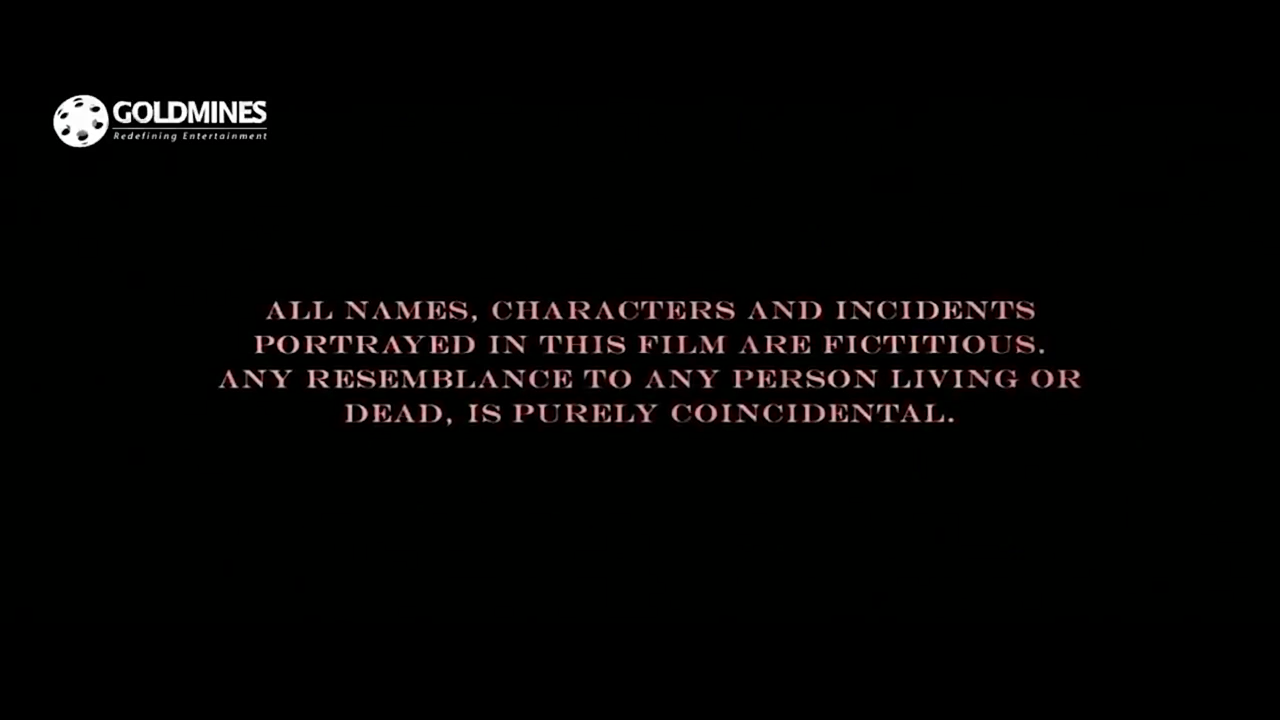 GOLDMINES
Redefining Entertainment
ALL NAMES, CHARACTERS AND INCIDENTS
PORTRAYED IN THIS FILM ARE FICTITIOUS.
ANY RESEMBLANCE TO ANY PERSON LIVING OR
DEAD, IS PURELY COINCIDENTAL.